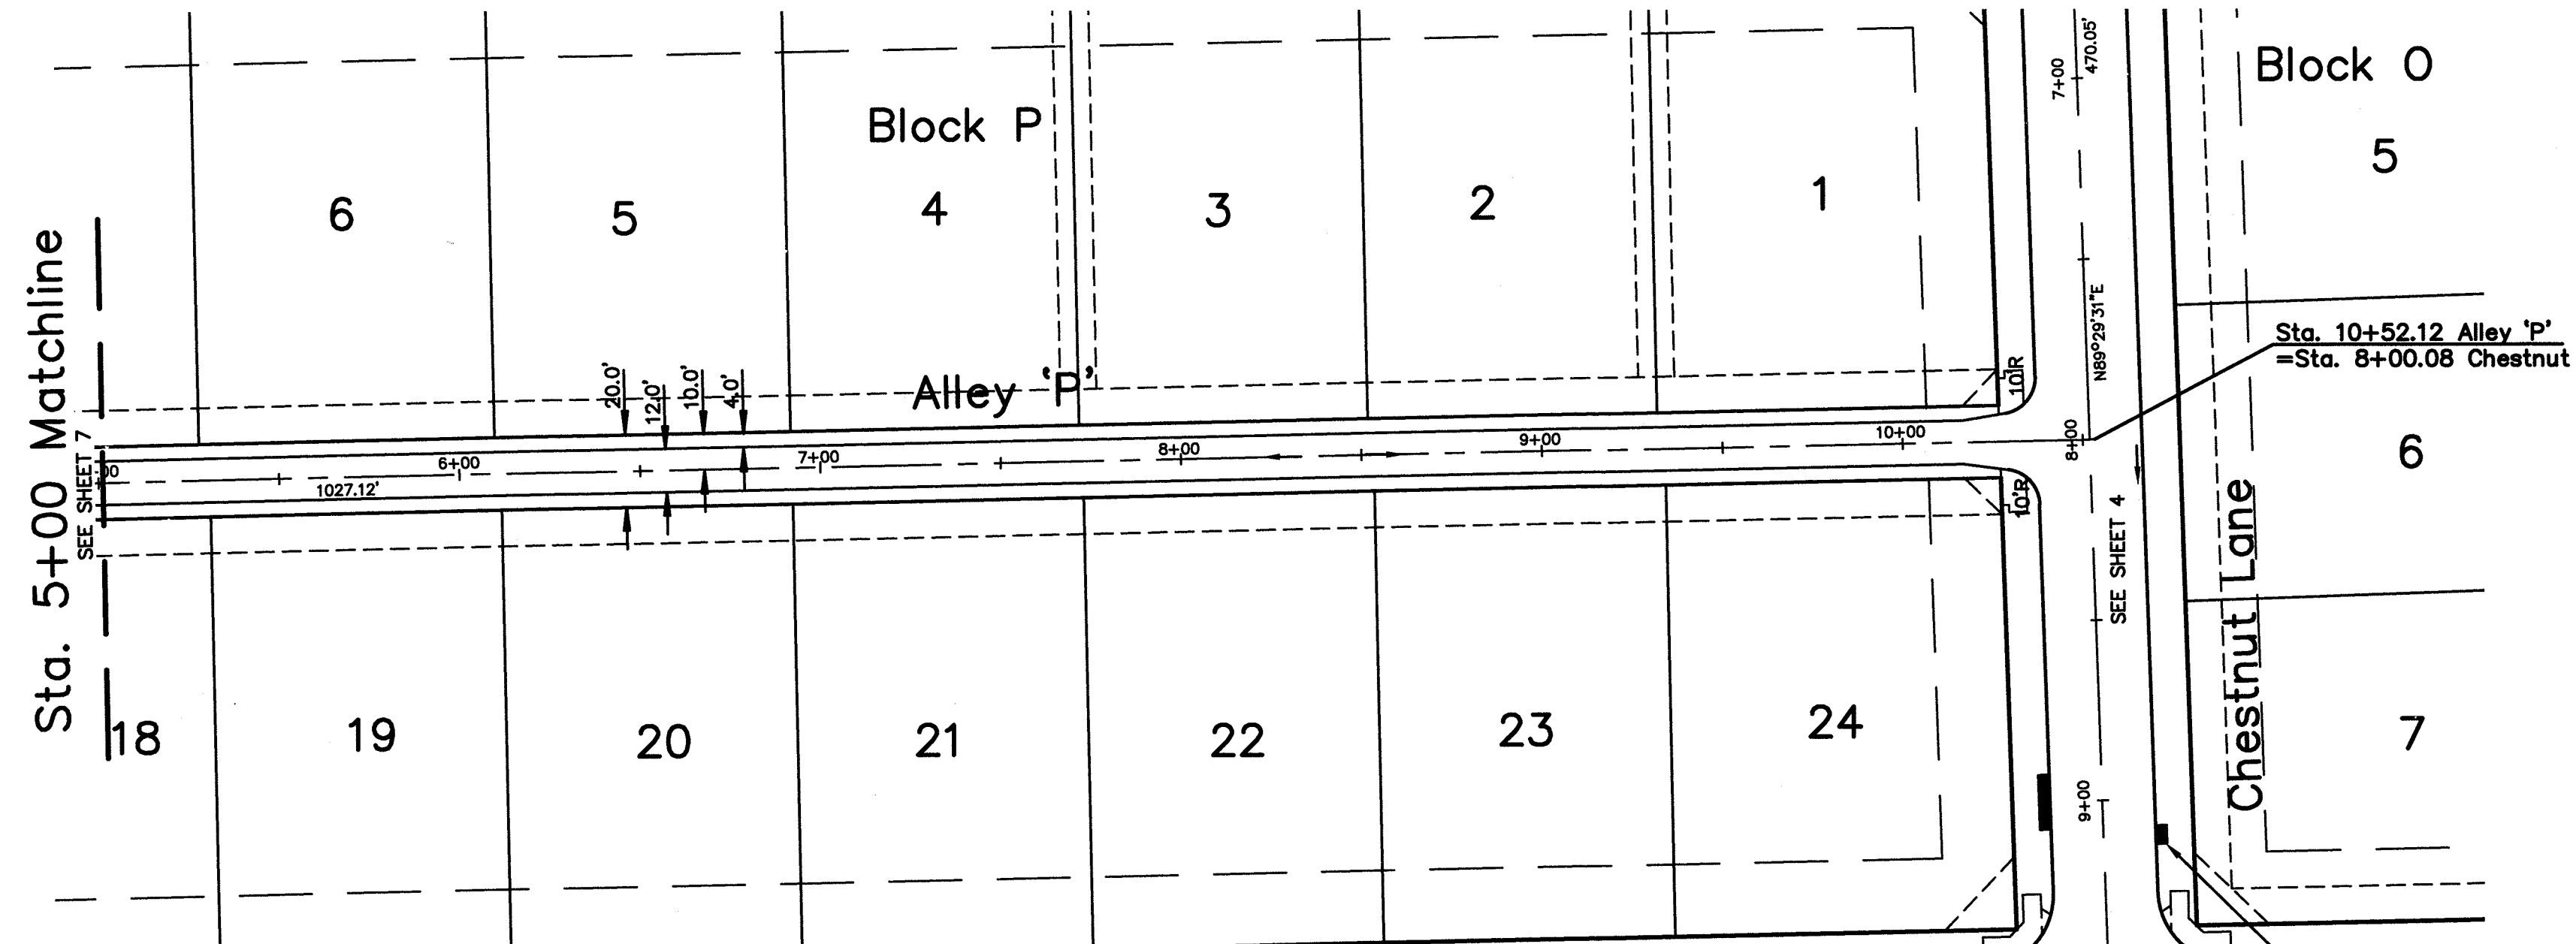 Block P
Block O
6
5
4
3
2
1
5
6
7
7+00
470.05'
N89°29'31"E
Sta. 10+52.12 Alley 'P'
=Sta. 8+00.08 Chestnut
Sta. 5+00 Matchline
SEE SHEET 7
Alley 'P'
20.0'
12.0'
10.0'
4.0'
10'R
10'R
6+00
7+00
8+00
9+00
10+00
8+00
1027.12'
SEE SHEET 4
Chestnut Lane
9+00
18
19
20
21
22
23
24